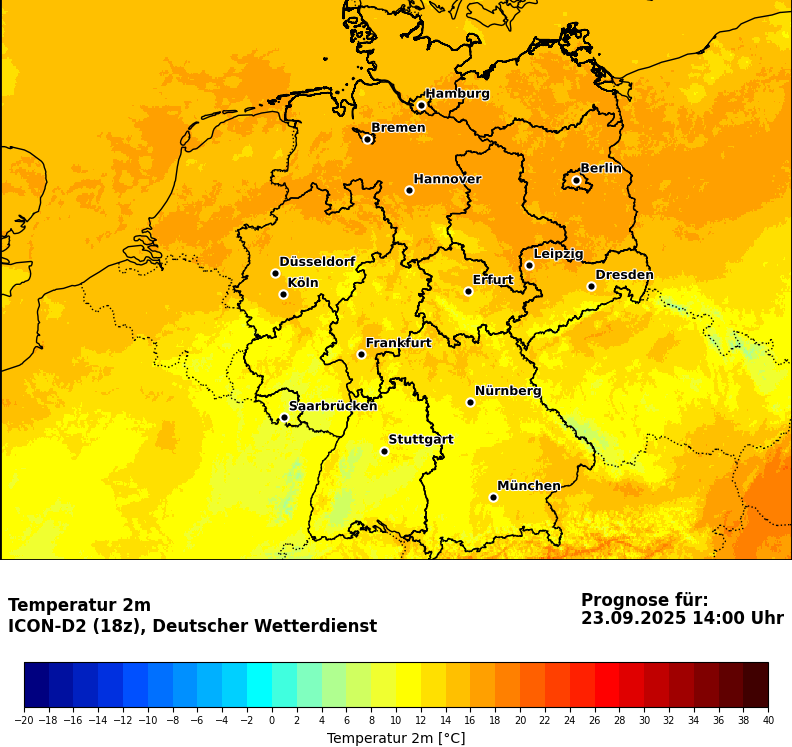 Hamburg
Bremen
Berlin
Hannover
Düsseldorf
Leipzig
Köln
Erfurt
Dresden
Frankfurt
Nürnberg
Saarbrücken
Stuttgart
München
Temperatur 2m
ICON-D2 (18z), Deutscher Wetterdienst
Prognose für:
23.09.2025 14:00 Uhr
−20 −18 −16 −14 −12 −10 −8 −6 −4 −2 0 2 4 6 8 10 12 14 16 18 20 22 24 26 28 30 32 34 36 38 40
Temperatur 2m [°C]